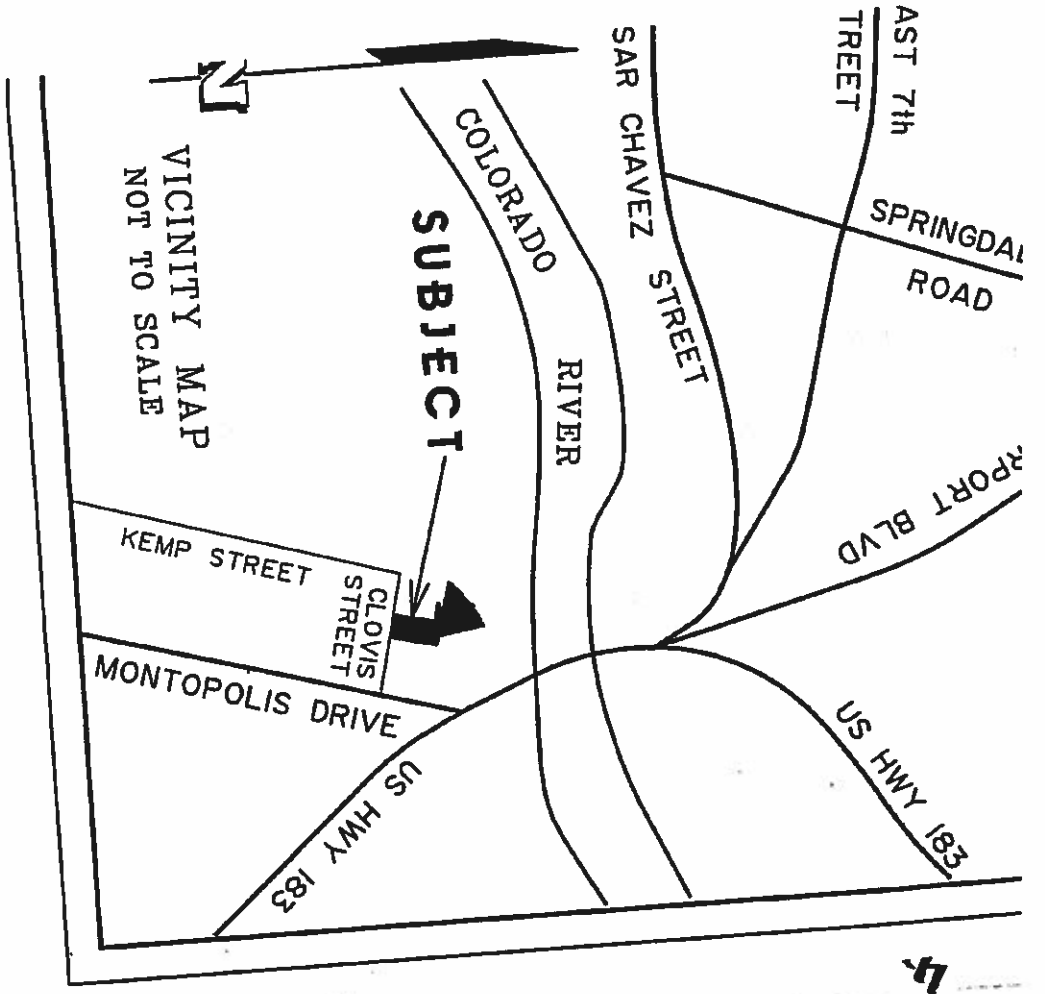 AST 7th
TREET
SPRINGDAL
ROAD
SAR CHAVEZ STREET
RPORT BLVD
COLORADO RIVER
N
SUBJECT
VICINITY MAP
NOT TO SCALE
KEMP STREET
CLOVIS
STREET
MONTOPOLIS DRIVE
US HWY 183
US HWY 183